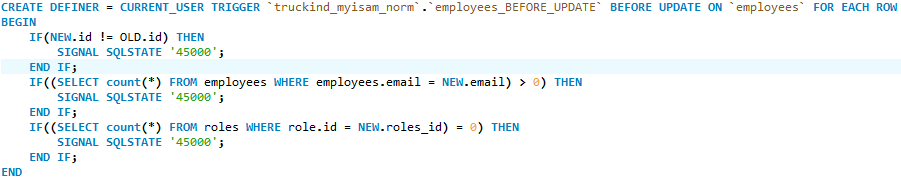 CREATE DEFINER = CURRENT_USER TRIGGER `truckind_myisam_norm`.`employees_BEFORE_UPDATE` BEFORE UPDATE ON `employees` FOR EACH ROW
BEGIN
    IF(NEW.id != OLD.id) THEN
        SIGNAL SQLSTATE '45000';
    END IF;
    IF((SELECT count(*) FROM employees WHERE employees.email = NEW.email) > 0) THEN
        SIGNAL SQLSTATE '45000';
    END IF;
    IF((SELECT count(*) FROM roles WHERE role.id = NEW.roles_id) = 0) THEN
        SIGNAL SQLSTATE '45000';
    END IF;
END